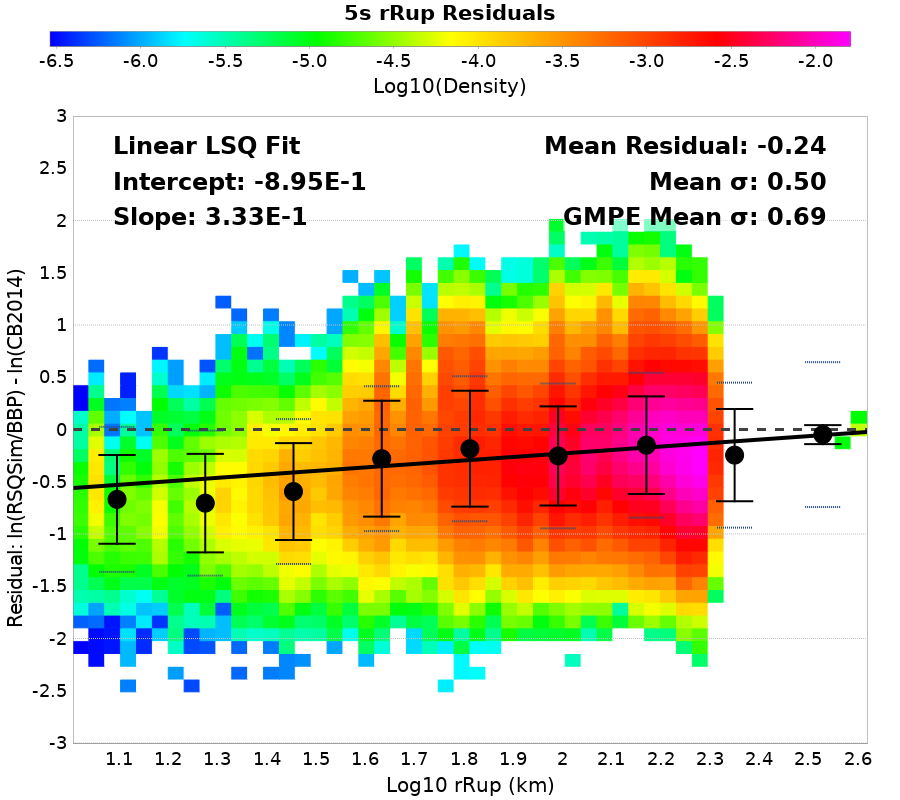 5s rRup Residuals
-6.5 -6.0 -5.5 -5.0 -4.5 -4.0 -3.5 -3.0 -2.5 -2.0
Log10(Density)
Linear LSQ Fit
Intercept: -8.95E-1
Slope: 3.33E-1
Mean Residual: -0.24
Mean σ: 0.50
GMPE Mean σ: 0.69
Residual: ln(RSQSim/BBP) - ln(CB2014)
3
2.5
2
1.5
1
0.5
0
-0.5
-1
-1.5
-2
-2.5
-3
1.1 1.2 1.3 1.4 1.5 1.6 1.7 1.8 1.9 2 2.1 2.2 2.3 2.4 2.5 2.6
Log10 rRup (km)